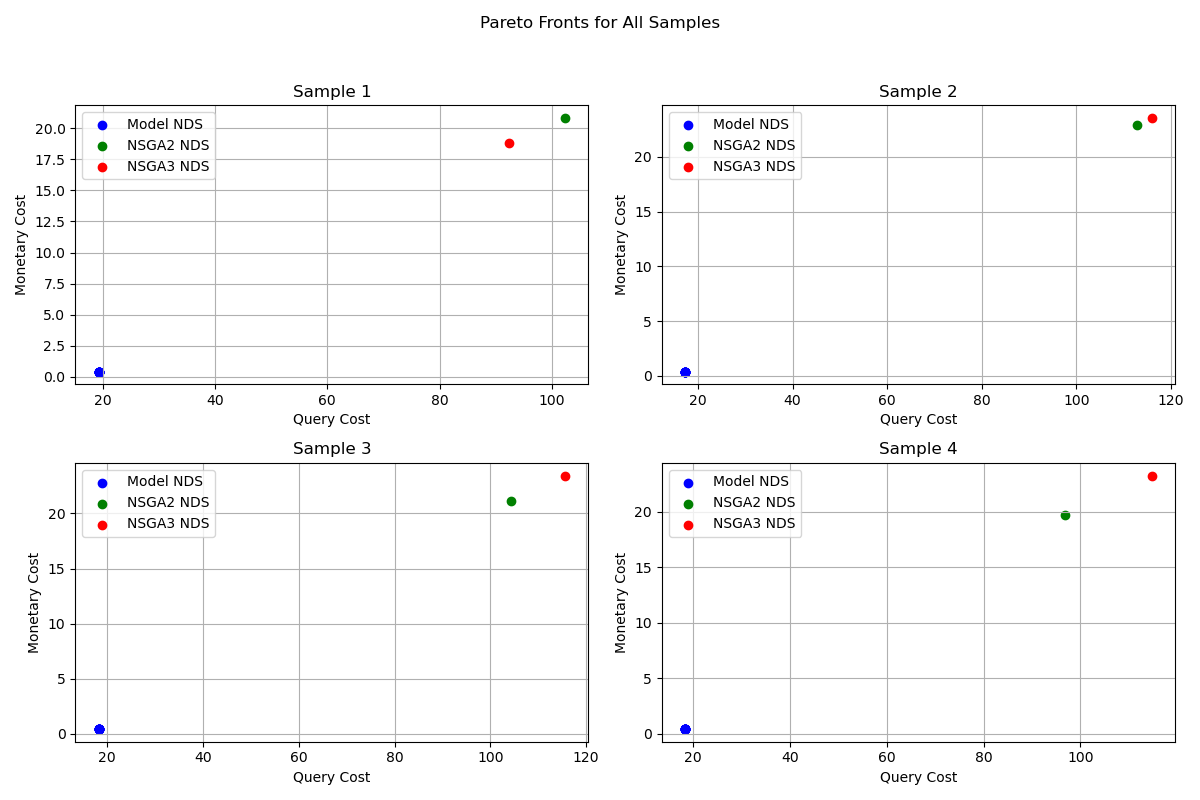 Pareto Fronts for All Samples
Sample 1
Model NDS
NSGA2 NDS
NSGA3 NDS
20.0
17.5
15.0
12.5
10.0
7.5
5.0
2.5
0.0
Monetary Cost
20 40 60 80 100
Query Cost
Sample 2
Model NDS
NSGA2 NDS
NSGA3 NDS
20
15
10
5
0
Monetary Cost
20 40 60 80 100 120
Query Cost
Sample 3
Model NDS
NSGA2 NDS
NSGA3 NDS
20
15
10
5
0
Monetary Cost
20 40 60 80 100 120
Query Cost
Sample 4
Model NDS
NSGA2 NDS
NSGA3 NDS
20
15
10
5
0
Monetary Cost
20 40 60 80 100
Query Cost